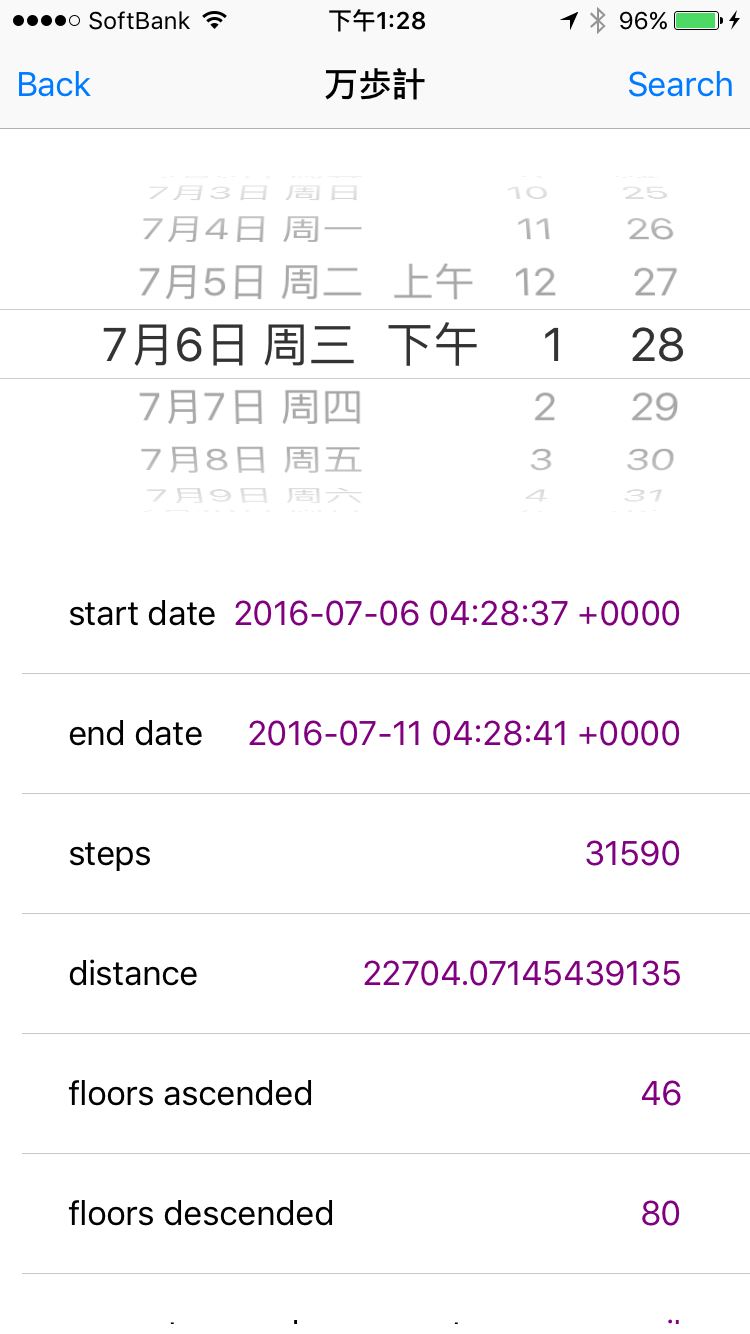 SoftBank 下午1:28 96%
Back 万歩計 Search
7月3日 周日 10 25
7月4日 周一 11 26
7月5日 周二 上午 12 27
7月6日 周三 下午 1 28
7月7日 周四 2 29
7月8日 周五 3 30
7月9日 周六 4 31
start date 2016-07-06 04:28:37 +0000
end date 2016-07-11 04:28:41 +0000
steps 31590
distance 22704.07145439135
floors ascended 46
floors descended 80